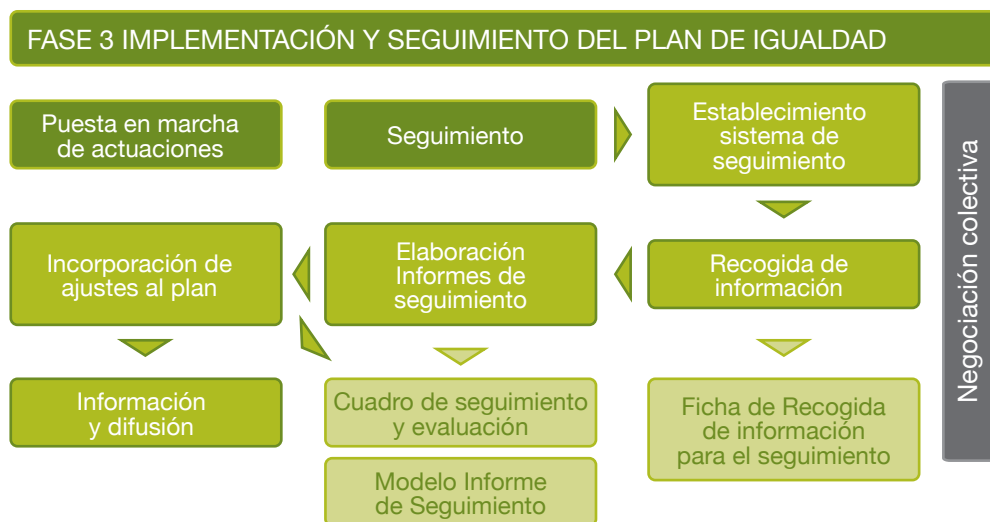 FASE 3 IMPLEMENTACIÓN Y SEGUIMIENTO DEL PLAN DE IGUALDAD
Puesta en marcha
de actuaciones
Seguimiento
Establecimiento
sistema de
seguimiento
Incorporación de
ajustes al plan
Elaboración
Informes de
seguimiento
Recogida de
información
Información
y difusión
Cuadro de seguimiento
y evaluación
Modelo Informe
de Seguimiento
Ficha de Recogida
de información
para el seguimiento
Negociación colectiva